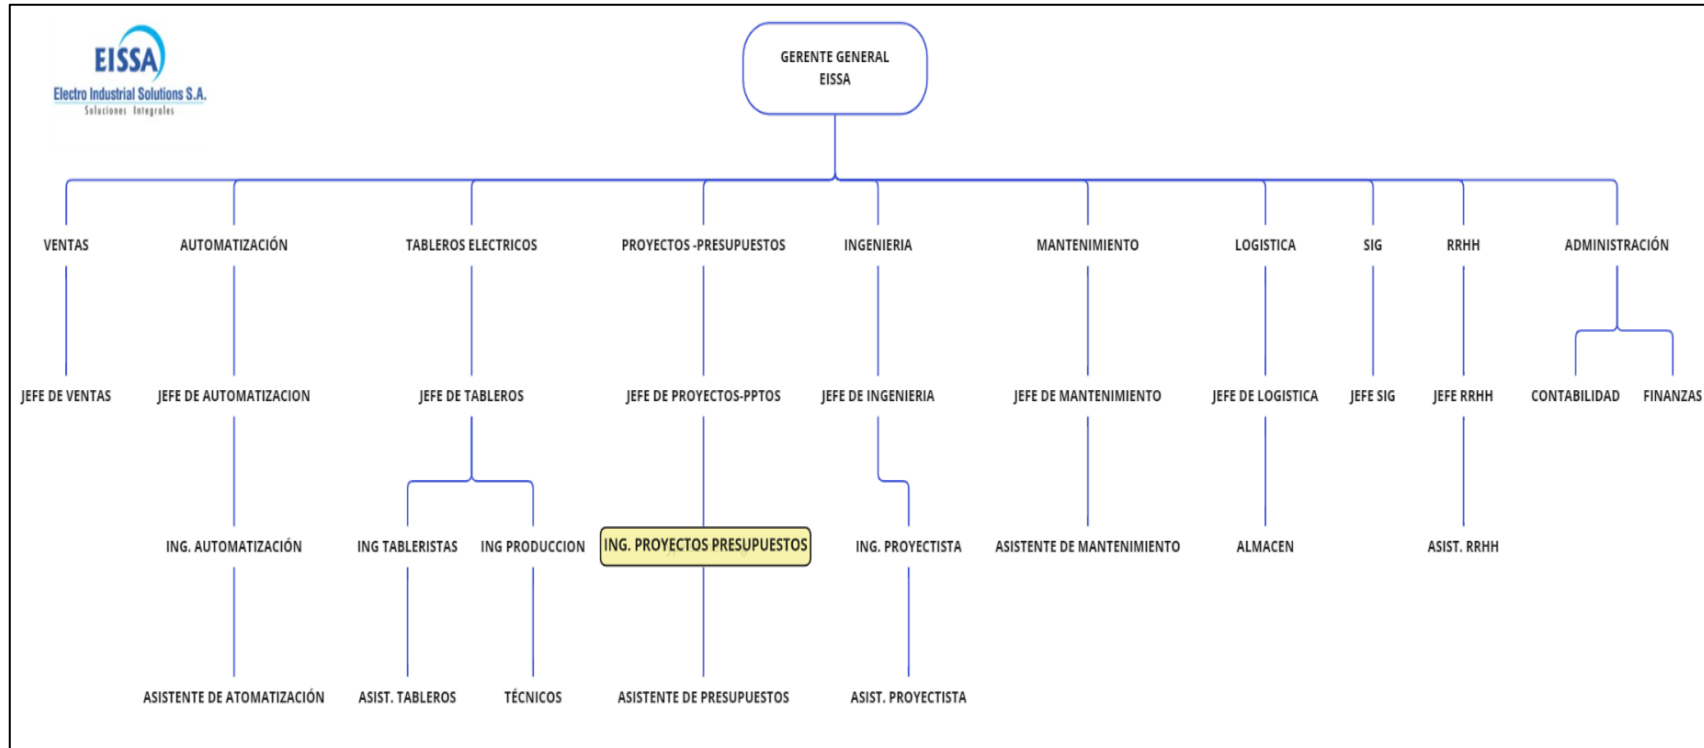 EISSA
Electro Industrial Solutions S.A.
Soluciones Integrales
GERENTE GENERAL
EISSA
VENTAS
AUTOMATIZACIÓN
TABLEROS ELECTRICOS
PROYECTOS -PRESUPUESTOS
INGENIERIA
MANTENIMIENTO
LOGISTICA
SIG
RRHH
ADMINISTRACIÓN
JEFE DE VENTAS
JEFE DE AUTOMATIZACION
JEFE DE TABLEROS
JEFE DE PROYECTOS-PPTOS
JEFE DE INGENIERIA
JEFE DE MANTENIMIENTO
JEFE DE LOGISTICA
JEFE SIG
JEFE RRHH
CONTABILIDAD
FINANZAS
ING. AUTOMATIZACIÓN
ING TABLERISTAS
ING PRODUCCION
ING. PROYECTOS PRESUPUESTOS
ING. PROYECTISTA
ASISTENTE DE MANTENIMIENTO
ALMACEN
ASIST. RRHH
ASISTENTE DE ATOMATIZACIÓN
ASIST. TABLEROS
TÉCNICOS
ASISTENTE DE PRESUPUESTOS
ASIST. PROYECTISTA